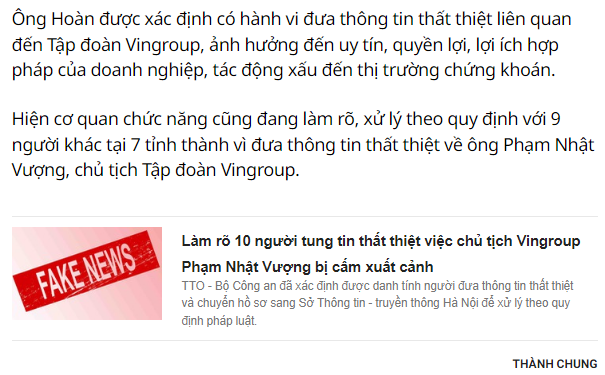 Ông Hoàn được xác định có hành vi đưa thông tin thất thiệt liên quan
đến Tập đoàn Vingroup, ảnh hưởng đến uy tín, quyền lợi, lợi ích hợp
pháp của doanh nghiệp, tác động xấu đến thị trường chứng khoán.
Hiện cơ quan chức năng cũng đang làm rõ, xử lý theo quy định với 9
người khác tại 7 tỉnh thành vì đưa thông tin thất thiệt về ông Phạm Nhật
Vượng, chủ tịch Tập đoàn Vingroup.
FAKE NEWS
Làm rõ 10 người tung tin thất thiệt việc chủ tịch Vingroup
Phạm Nhật Vượng bị cấm xuất cảnh
TTO - Bộ Công an đã xác định được danh tính người đưa thông tin thất thiệt
và chuyển hồ sơ sang Sở Thông tin - truyền thông Hà Nội để xử lý theo quy
định pháp luật.
THÀNH CHUNG